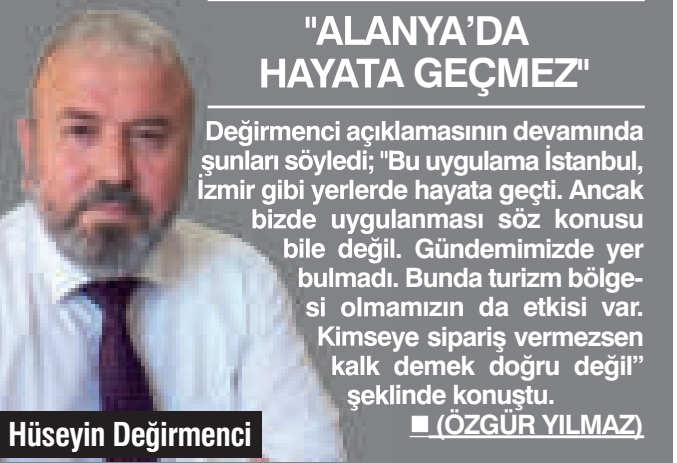 "ALANYA’DA
HAYATA GEÇMEZ"
Değirmenci açıklamasının devamında
şunları söyledi; "Bu uygulama İstanbul,
İzmir gibi yerlerde hayata geçti. Ancak
bizde uygulanması söz konusu
bile değil. Gündemimizde yer
bulmadı. Bunda turizm bölge-
si olmamızın da etkisi var.
Kimseye sipariş vermezsen
kalk demek doğru değil”
şeklinde konuştu.
■ (ÖZGÜR YILMAZ)
Hüseyin Değirmenci